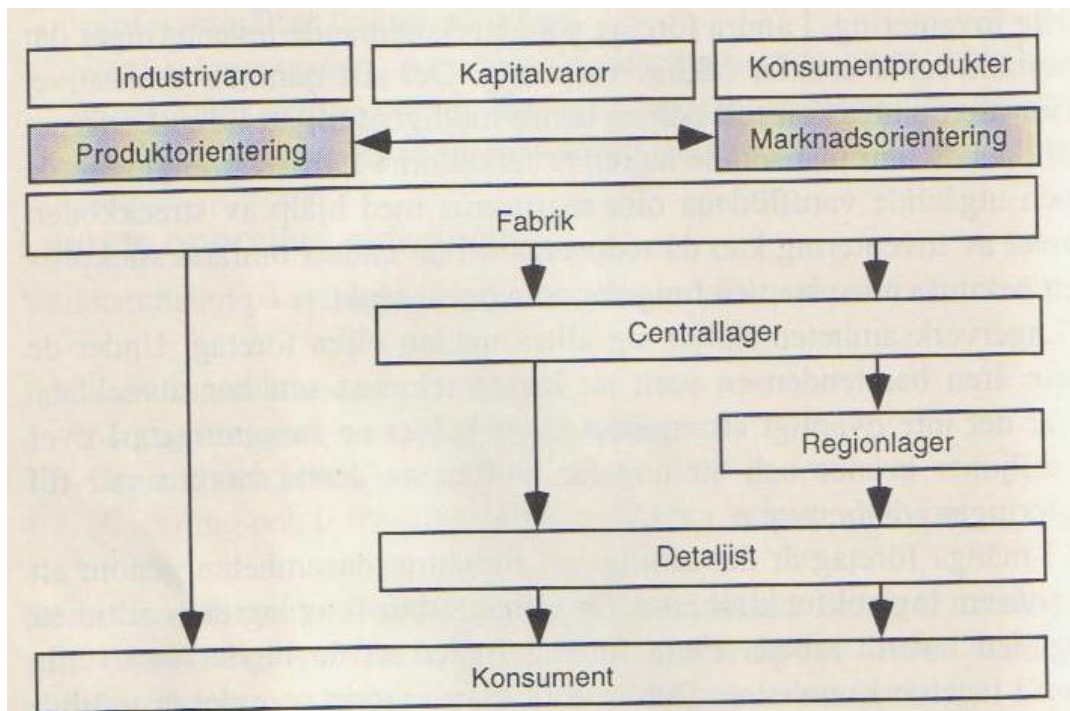 Industrivaror
Kapitalvaror
Konsumentprodukter
Produktorientering
Marknadsorientering
Fabrik
Centrallager
Regionlager
Detaljist
Konsument